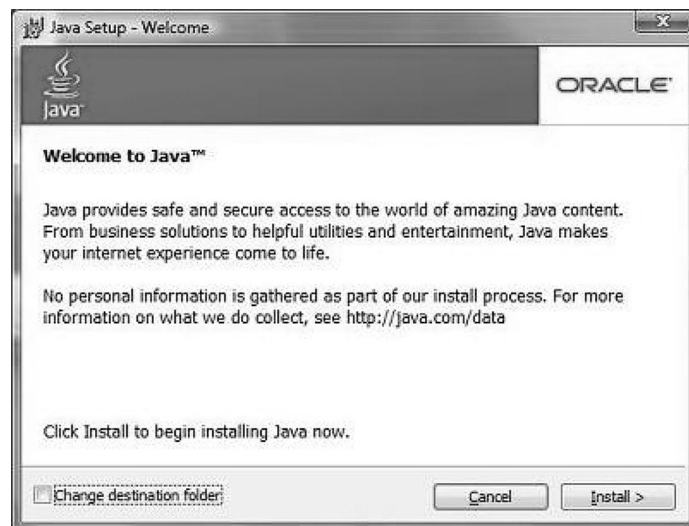 Java Setup - Welcome
Java™
ORACLE®
Welcome to Java™
Java provides safe and secure access to the world of amazing Java content.
From business solutions to helpful utilities and entertainment, Java makes
your internet experience come to life.
No personal information is gathered as part of our install process. For more
information on what we do collect, see http://java.com/data
Click Install to begin installing Java now.
Change destination folder
Cancel
Install >